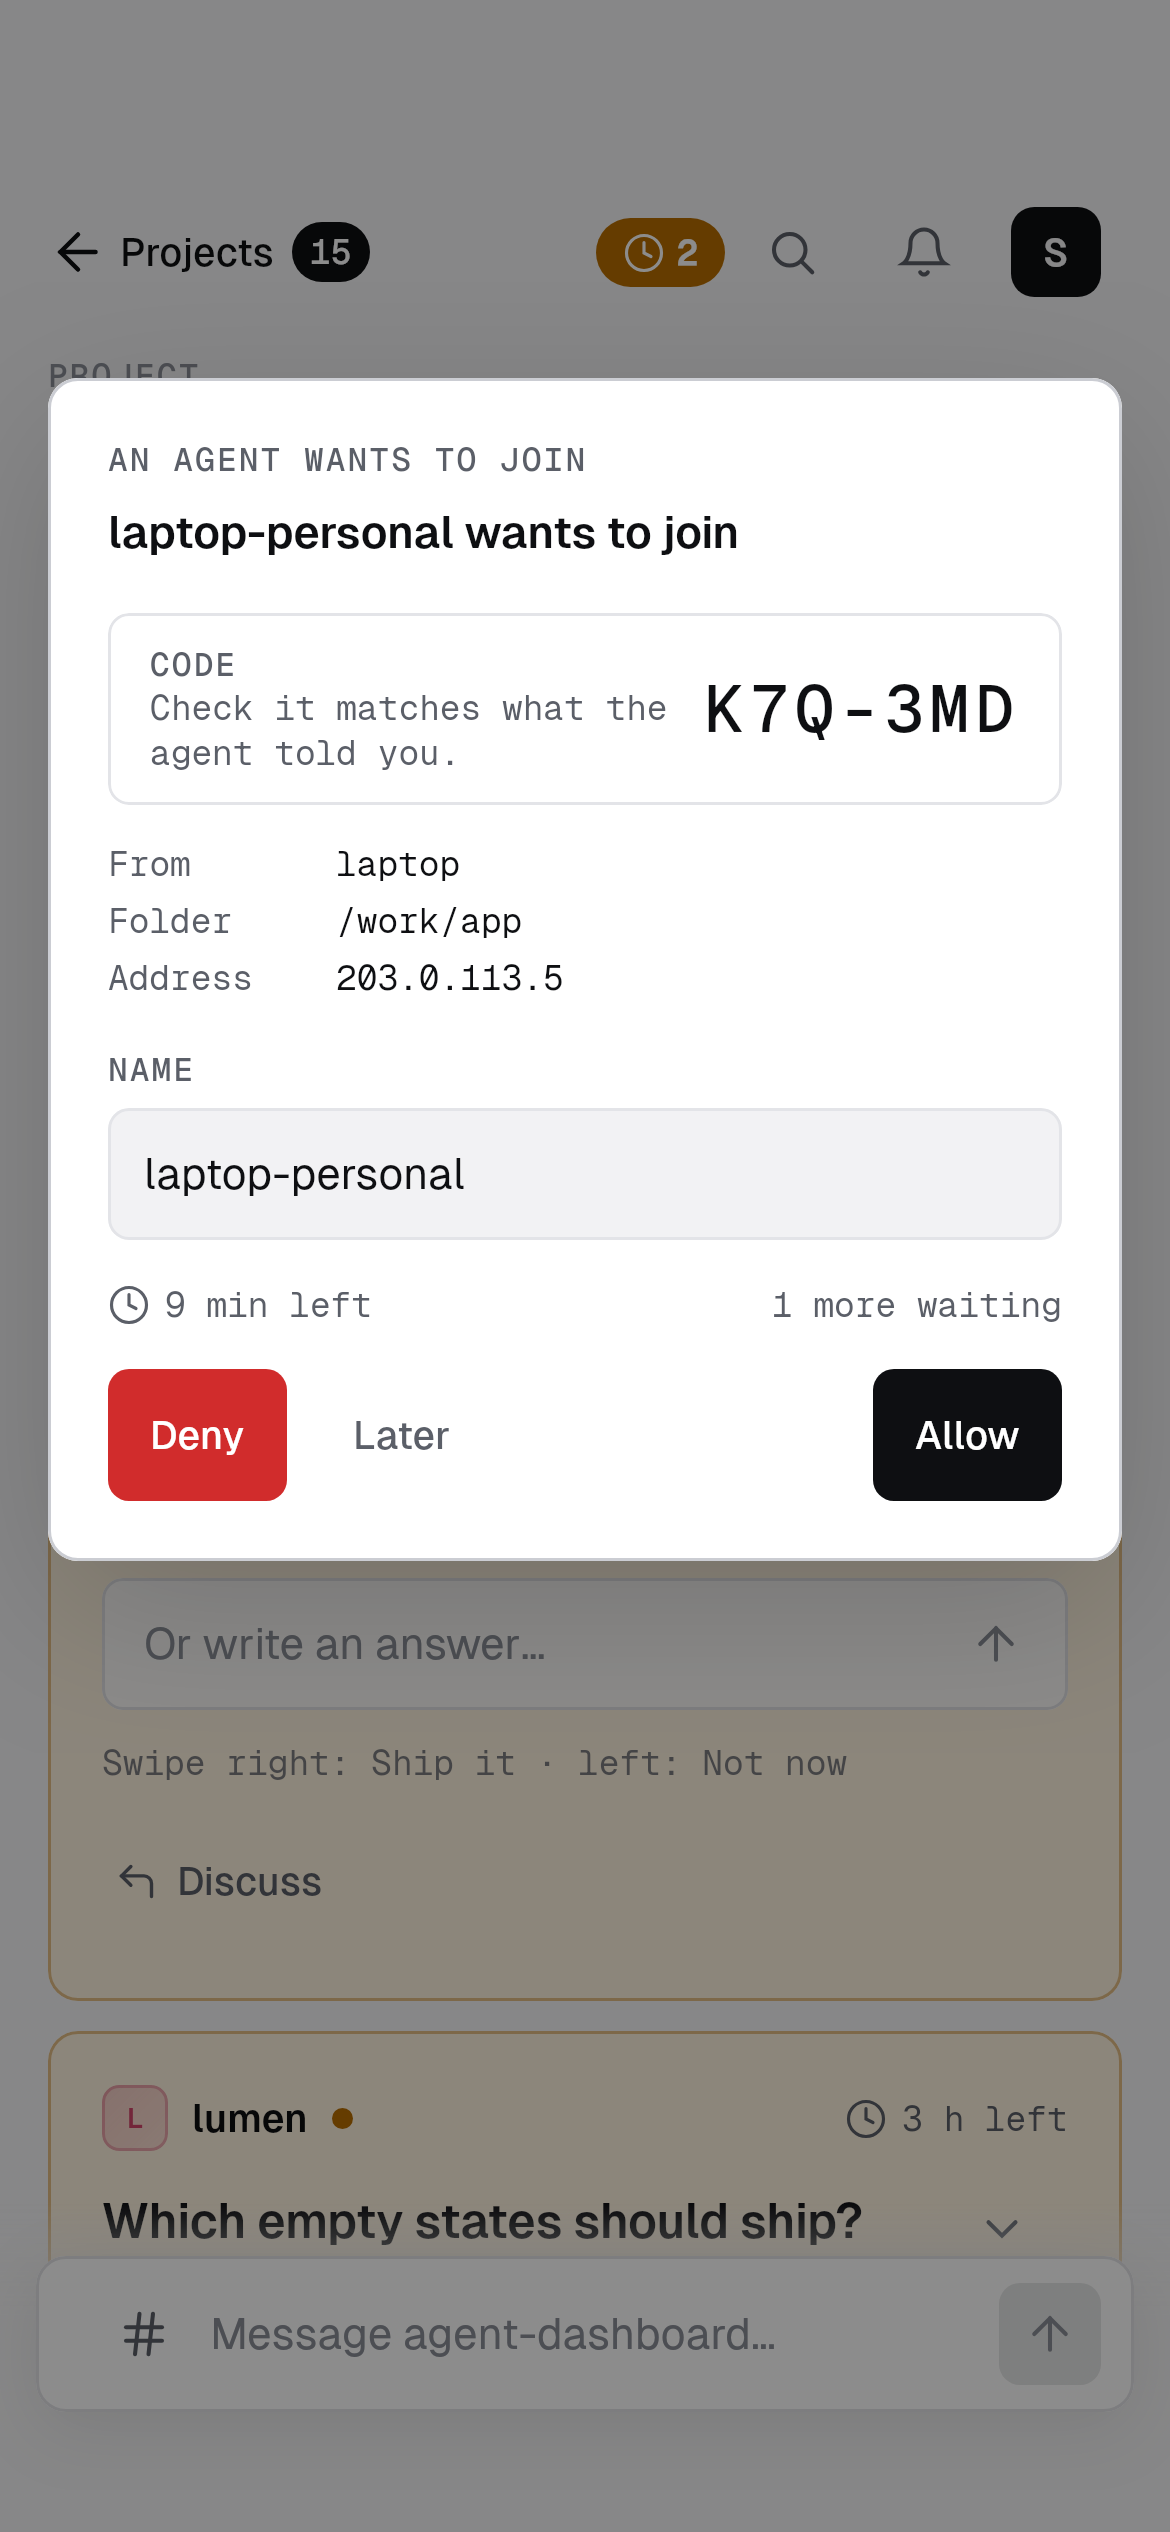 Projects 15
2
S
PROJECT
AN AGENT WANTS TO JOIN
laptop-personal wants to join
CODE
Check it matches what the
agent told you.
K7Q-3MD
From laptop
Folder /work/app
Address 203.0.113.5
NAME
laptop-personal
9 min left
1 more waiting
Deny
Later
Allow
Or write an answer…
Swipe right: Ship it · left: Not now
Discuss
L
lumen
3 h left
Which empty states should ship?
Message agent-dashboard…